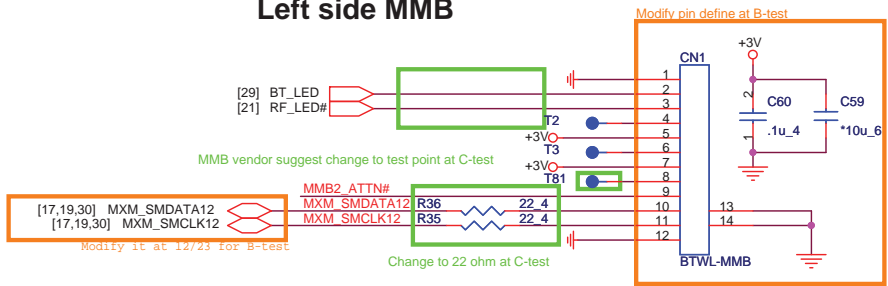 Left side MMB
Modify pin define at B-test
+3V
CN1
[29] BT_LED
[21] RF_LED#
1
2
3
4
5
6
7
8
9
10
11
12
13
14
T2
+3V
T3
+3V
T81
2
1
C60
.1u_4
C59
*10u_6
MMB vendor suggest change to test point at C-test
MMB2_ATTN#
[17,19,30] MXM_SMDATA12
MXM_SMDATA12 R36 22_4
[17,19,30] MXM_SMCLK12
MXM_SMCLK12 R35 22_4
Modify it at 12/23 for B-test
Change to 22 ohm at C-test
BTWL-MMB